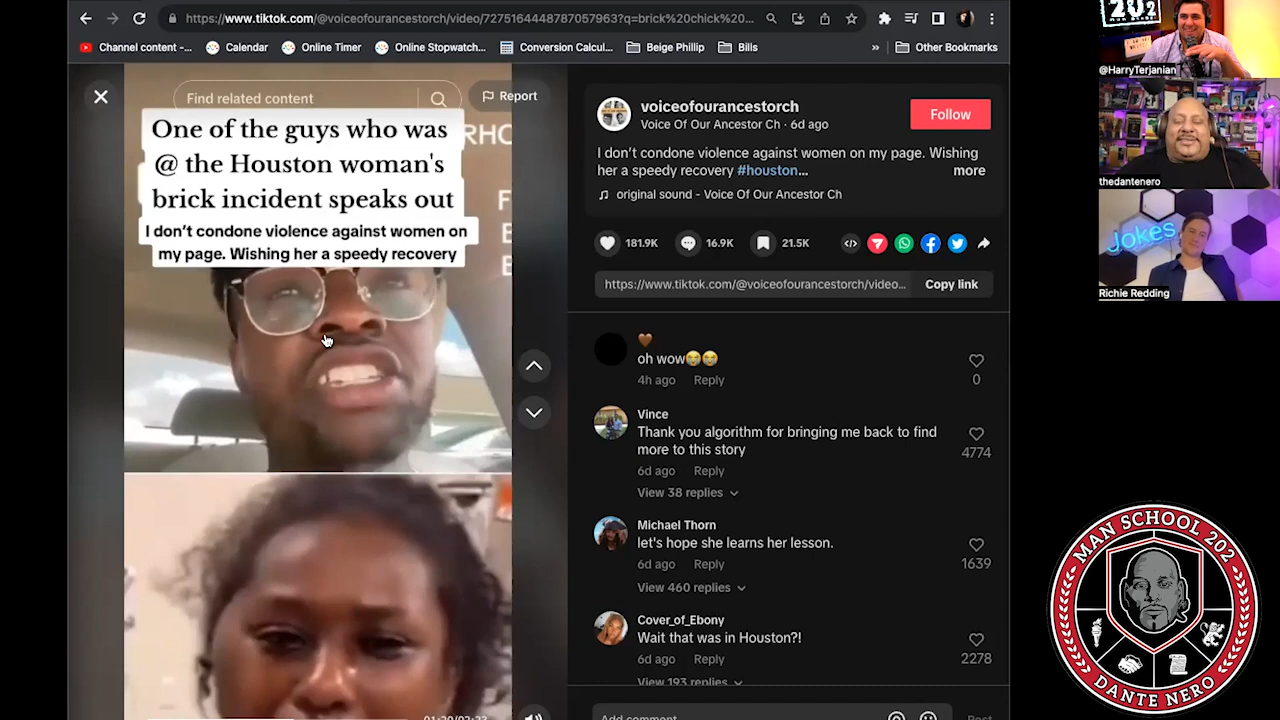 https://www.tiktok.com/@voiceofourancestorch/video/7275164448787057963?q=brick%20chick%20...
Channel content -...
Calendar
Online Timer
Online Skipwatch...
Conversion Calcul...
Beige Phillip
Bills
»
Other Bookmarks
Find related content
Report
One of the guys who was
@ the Houston woman's
brick incident speaks out
I don't condone violence against women on
my page. Wishing her a speedy recovery
voiceofourancestorch
Voice Of Our Ancestor Ch · 6d ago
Follow
I don't condone violence against women on my page. Wishing
her a speedy recovery #houston...
more
original sound - Voice Of Our Ancestor Ch
181.9K
16.9K
21.5K
https://www.tiktok.com/@voiceofourancestorch/video...
Copy link
oh wow😭😭
4h ago
Reply
0
Vince
Thank you algorithm for bringing me back to find
more to this story
6d ago
Reply
4774
View 38 replies
Michael Thorn
let's hope she learns her lesson.
6d ago
Reply
1639
View 460 replies
Cover_of_Ebony
Wait that was in Houston?!
6d ago
Reply
2278
View 193 replies
Add comment...
Post
202
@HarryTerjanian
thedantenero
Jokes
Richie Redding
MAN SCHOOL 202
DANTE NERO